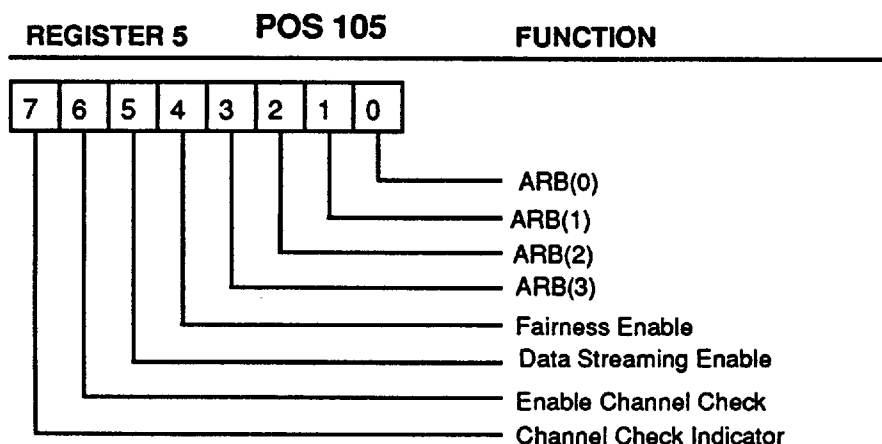 REGISTER 5 POS 105 FUNCTION
7 6 5 4 3 2 1 0
ARB(0)
ARB(1)
ARB(2)
ARB(3)
Fairness Enable
Data Streaming Enable
Enable Channel Check
Channel Check Indicator